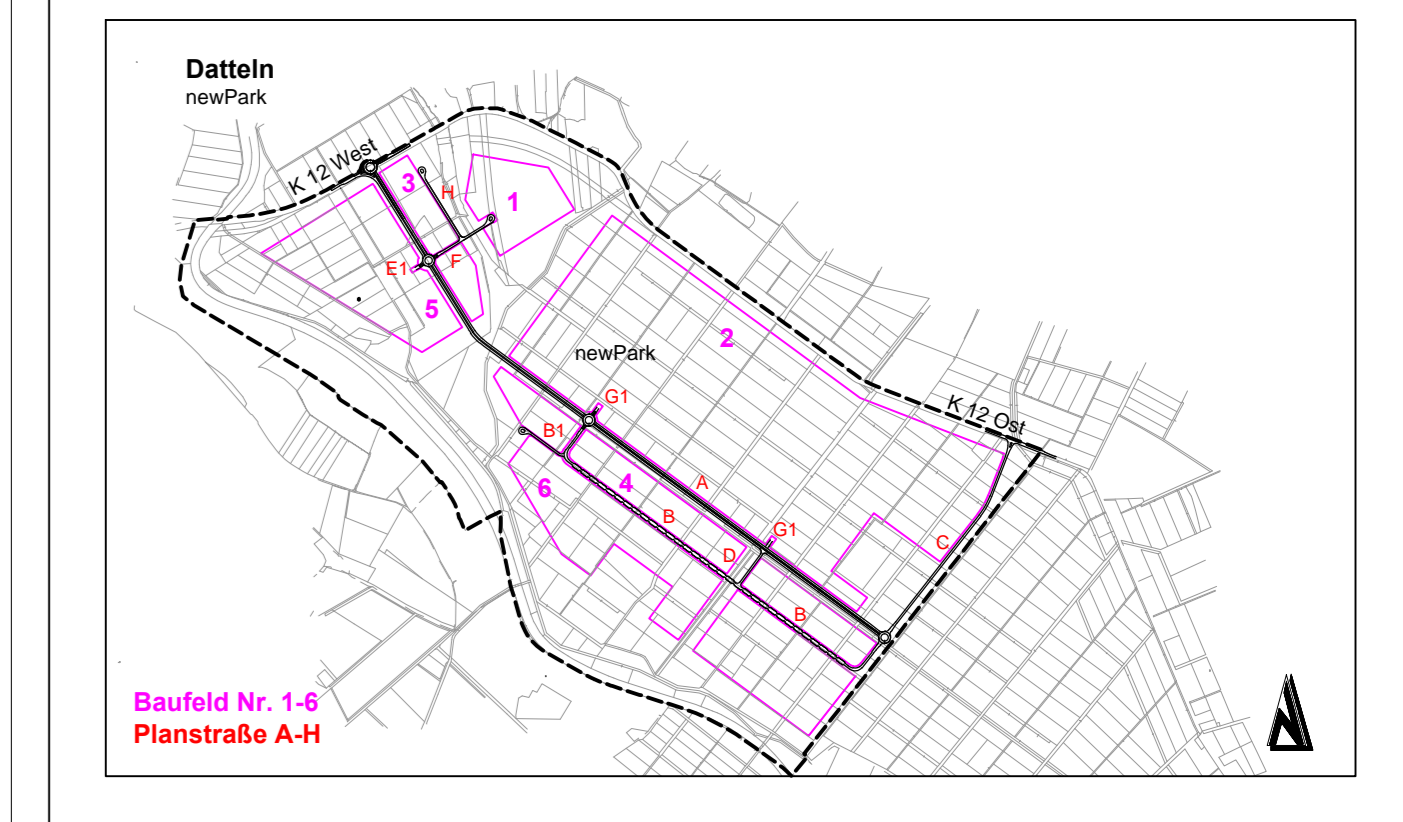 Datteln
newPark
K 12 West
3
H
1
E1
F
5
2
newPark
G1
K 12 Ost
B1
4
6
A
B
G1
D
C
B
Baufeld Nr. 1-6
Planstraße A-H
N